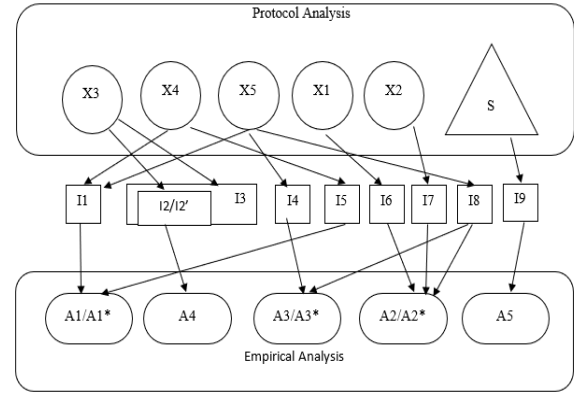 Protocol Analysis
X3 X4 X5 X1 X2 S
I1 I2/I2′ I3 I4 I5 I6 I7 I8 I9
A1/A1* A4 A3/A3* A2/A2* A5
Empirical Analysis